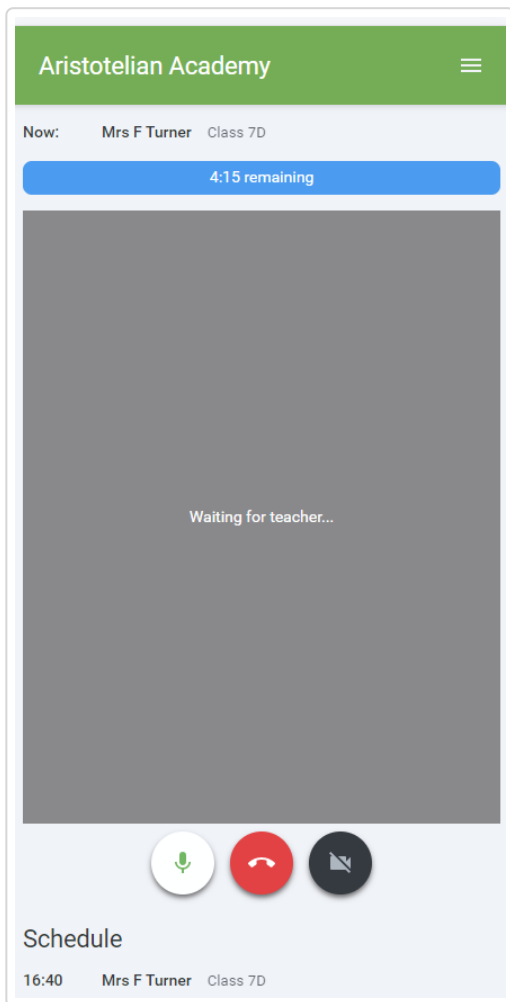 Aristotelian Academy
Now: Mrs F Turner Class 7D
4:15 remaining
Waiting for teacher...
Schedule
16:40 Mrs F Turner Class 7D